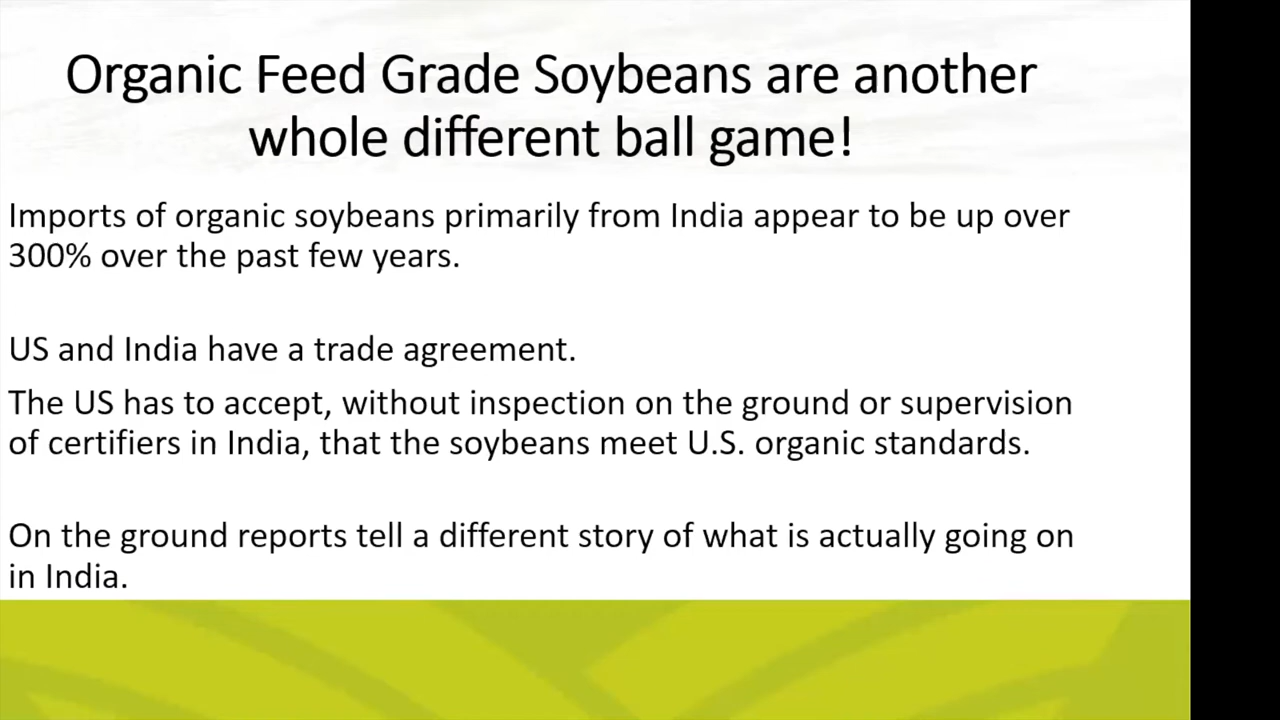 Organic Feed Grade Soybeans are another
whole different ball game!
Imports of organic soybeans primarily from India appear to be up over
300% over the past few years.
US and India have a trade agreement.
The US has to accept, without inspection on the ground or supervision
of certifiers in India, that the soybeans meet U.S. organic standards.
On the ground reports tell a different story of what is actually going on
in India.